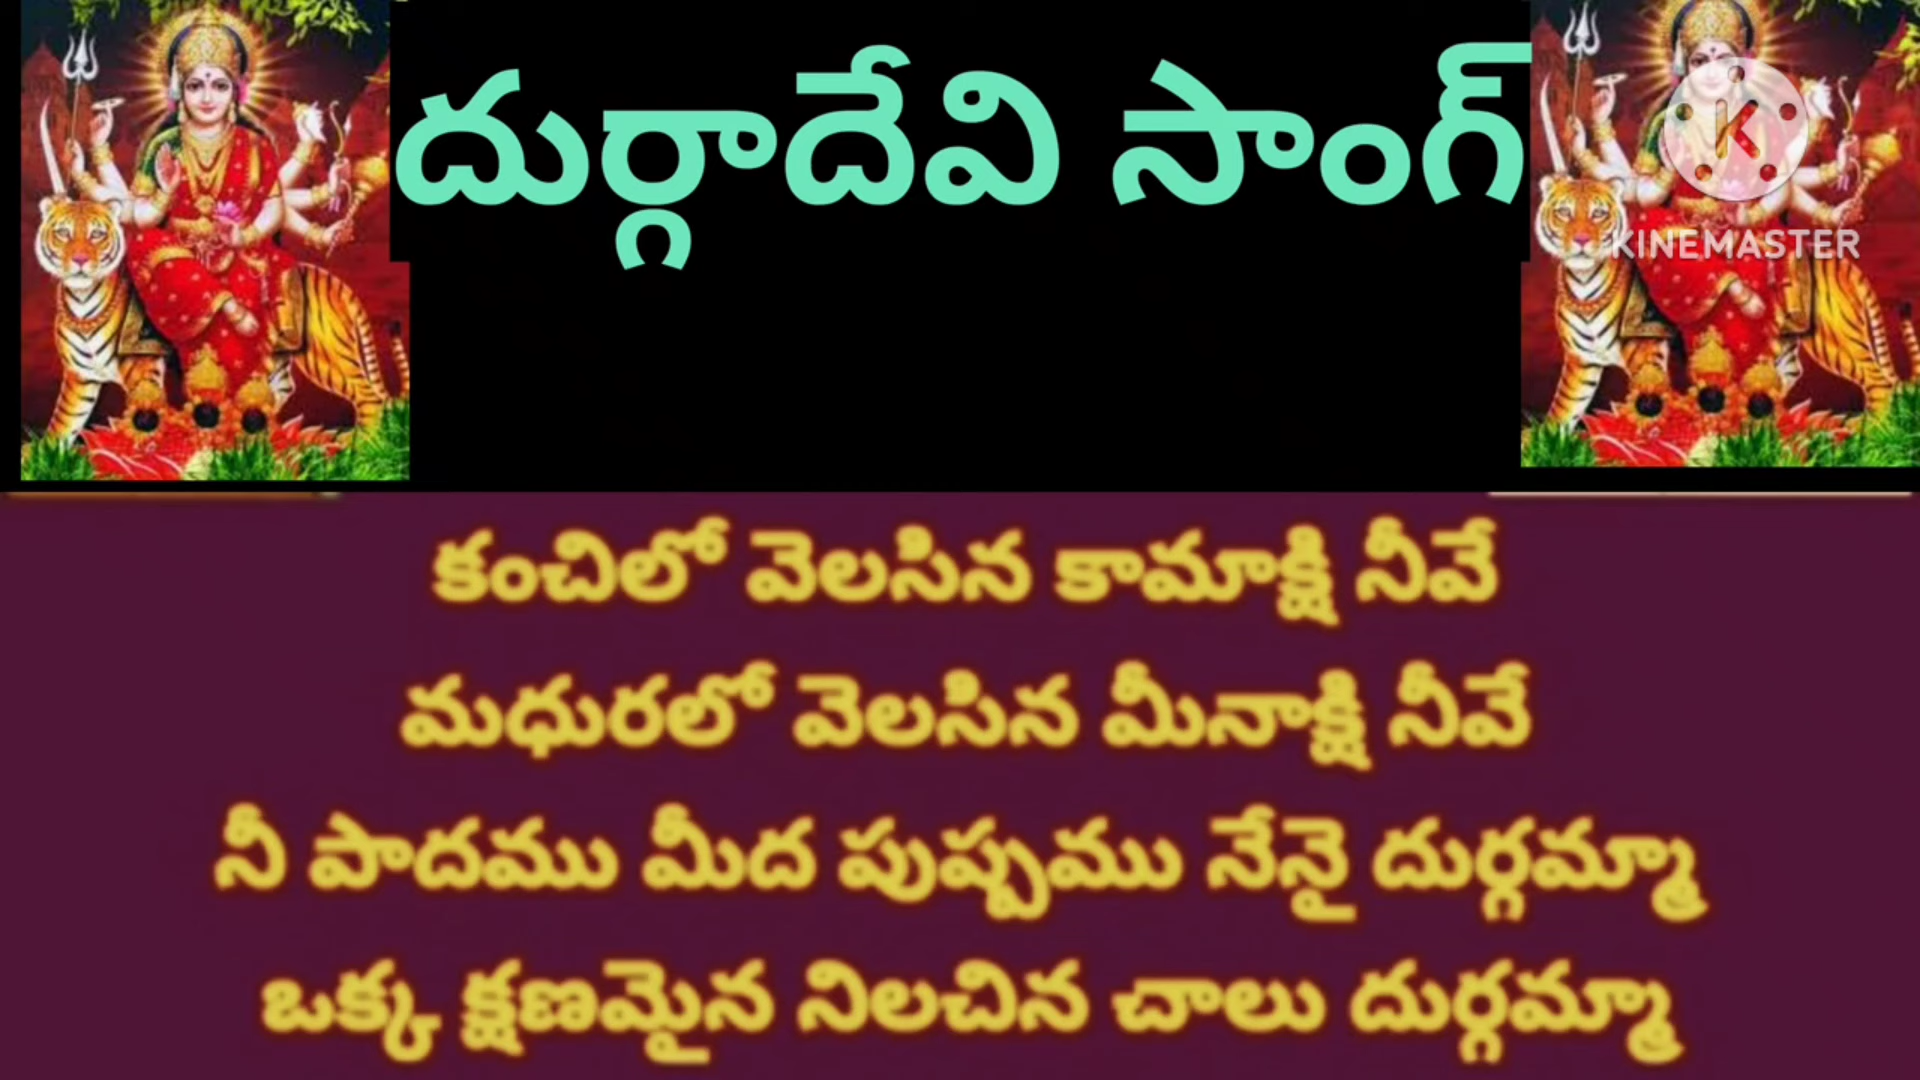 దుర్గాదేవి సాంగ్
KINEMASTER
కంచిలో వెలసిన కామాక్షి నీవే
మధురలో వెలసిన మీనాక్షి నీవే
నీ పాదము మీద పుష్పము నేనై దుర్గమ్మా
ఒక్క క్షణమైన నిలచిన చాలు దుర్గమ్మా